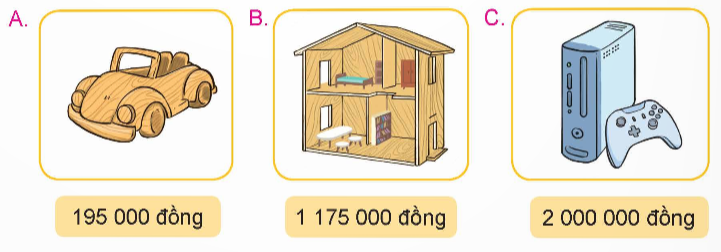 A.
B.
C.
195 000 đồng
1 175 000 đồng
2 000 000 đồng